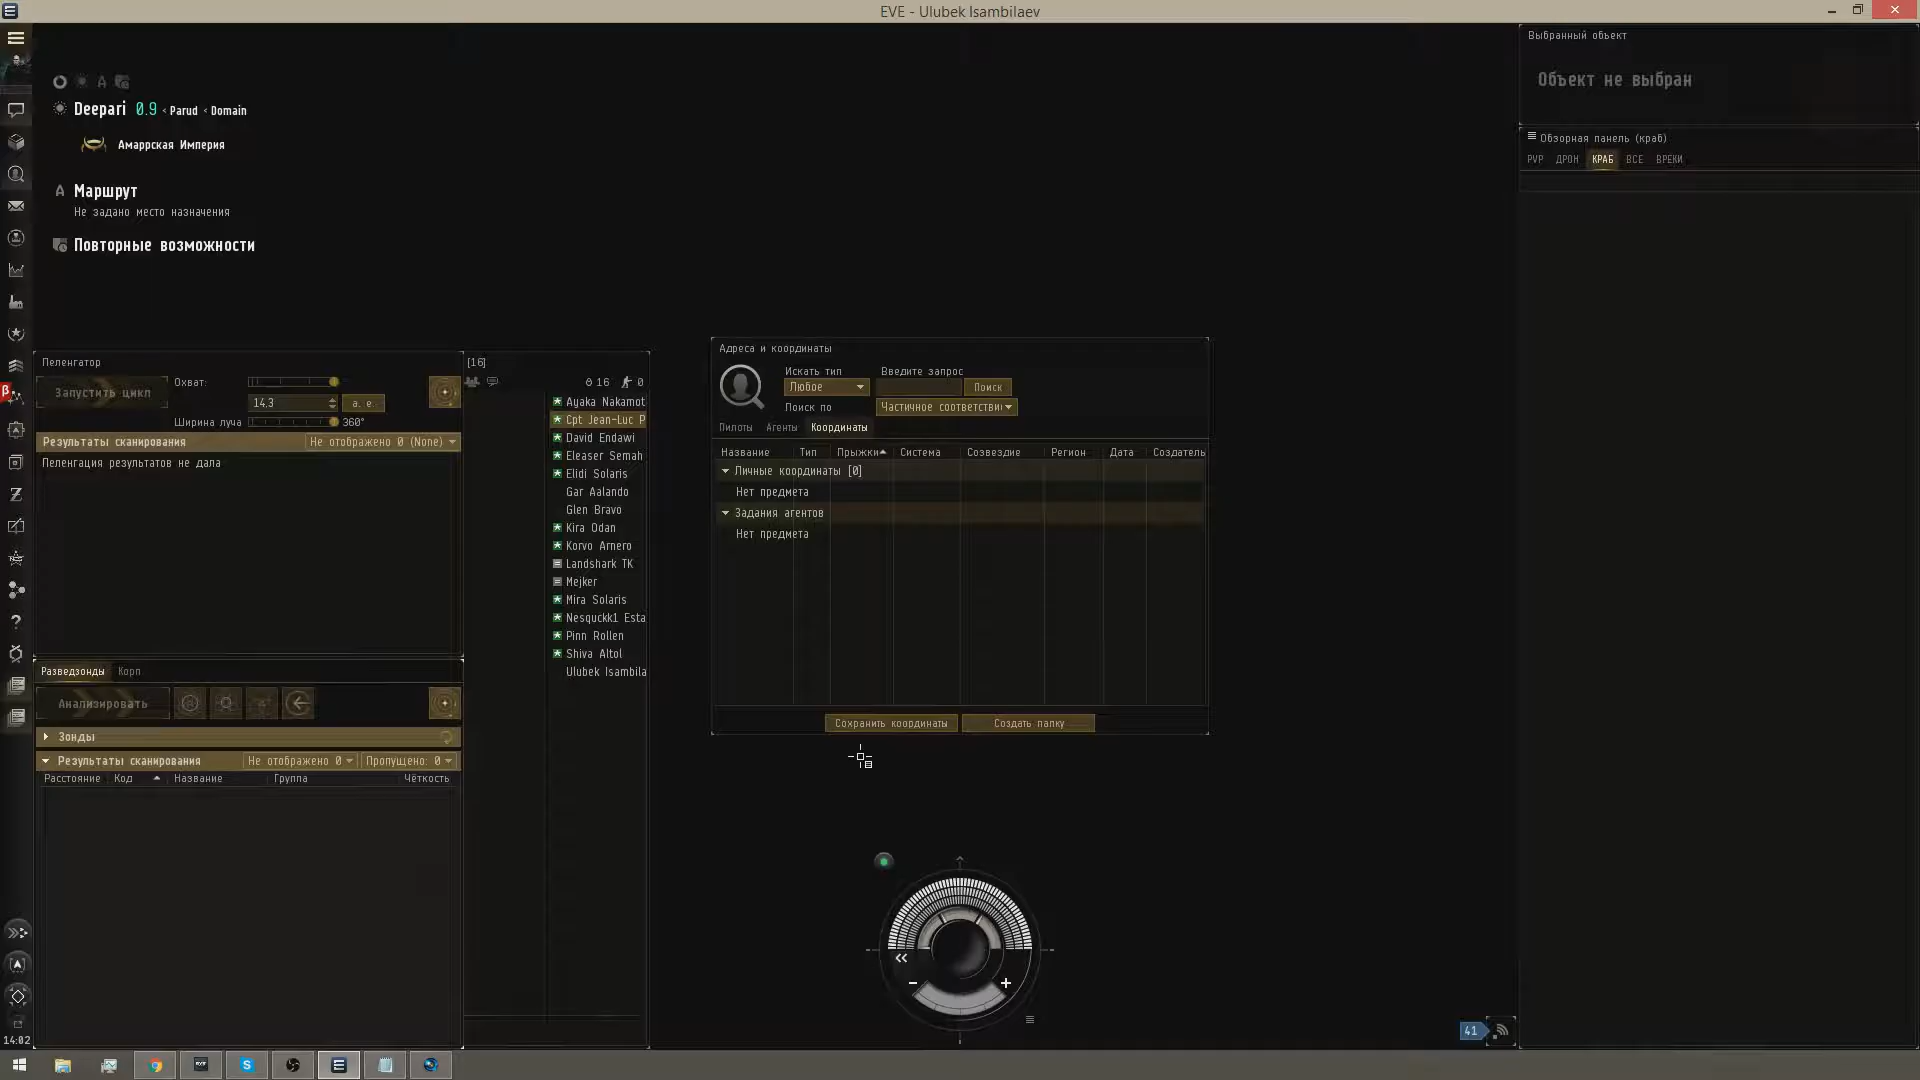 EVE - Ulubek Isambilaev
Deepari 0.9 < Parud < Domain
Амаррская Империя
Маршрут
Не задано место назначения
Повторные возможности
Пеленгатор
Запустить цикл
Охват:
14,3
а. е
Ширина луча
360°
Результаты сканирования
Не отображено 0 (None)
Пеленгация результатов не дала
Разведзонды
Корп
Анализировать
Зонды
Результаты сканирования
Не отображено 0
Пропущено: 0
Расстояние
Код
Название
Группа
Чёткость
[16]
16
0
Ayaka Nakamot
Cpt Jean-Luc P
David Endawi
Eleaser Semah
Elidi Solaris
Gar Aalando
Glen Bravo
Kira Odan
Korvo Arnero
Landshark TK
Mejker
Mira Solaris
Nesquckk1 Esta
Pinn Rollen
Shiva Altol
Ulubek Isambila
Адреса и координаты
Искать тип
Введите запрос
Любое
Поиск
Поиск по
Частичное соответстви
Пилоты
Агенты
Координаты
Название
Тип
Прыжки
Система
Созвездие
Регион
Дата
Создатель
Личные координаты [0]
Нет предмета
Задания агентов
Нет предмета
Сохранить координаты
Создать папку
Выбранный объект
Объект не выбран
Обзорная панель (краб)
PVP
ДРОН
КРАБ
ВСЕ
ВРЕКИ
41
14:02